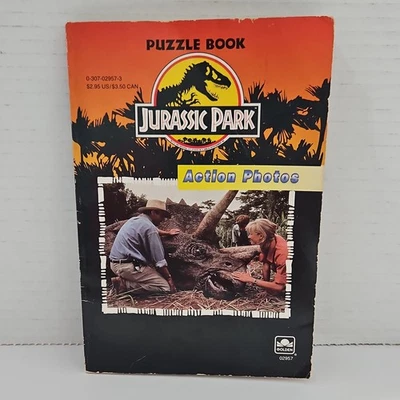 PUZZLE BOOK
0-307-02957-3
$2.95 US/$3.50 CAN
JURASSIC PARK
Action Photos
GOLDEN
02957